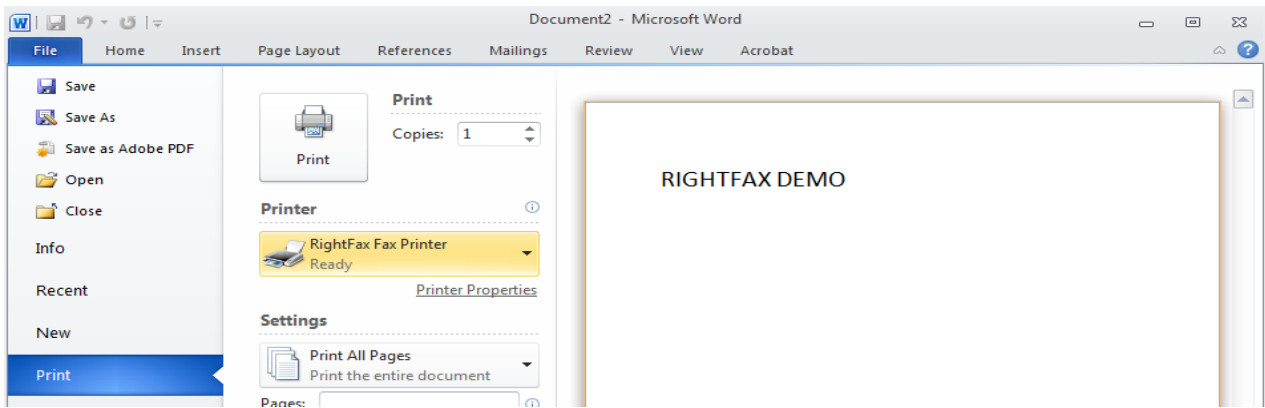 Document2 - Microsoft Word
File Home Insert Page Layout References Mailings Review View Acrobat
Save
Save As
Save as Adobe PDF
Open
Close
Info
Recent
New
Print
Print
Print
Copies: 1
Printer
RightFax Fax Printer
Ready
Printer Properties
Settings
Print All Pages
Print the entire document
Pages:
RIGHTFAX DEMO